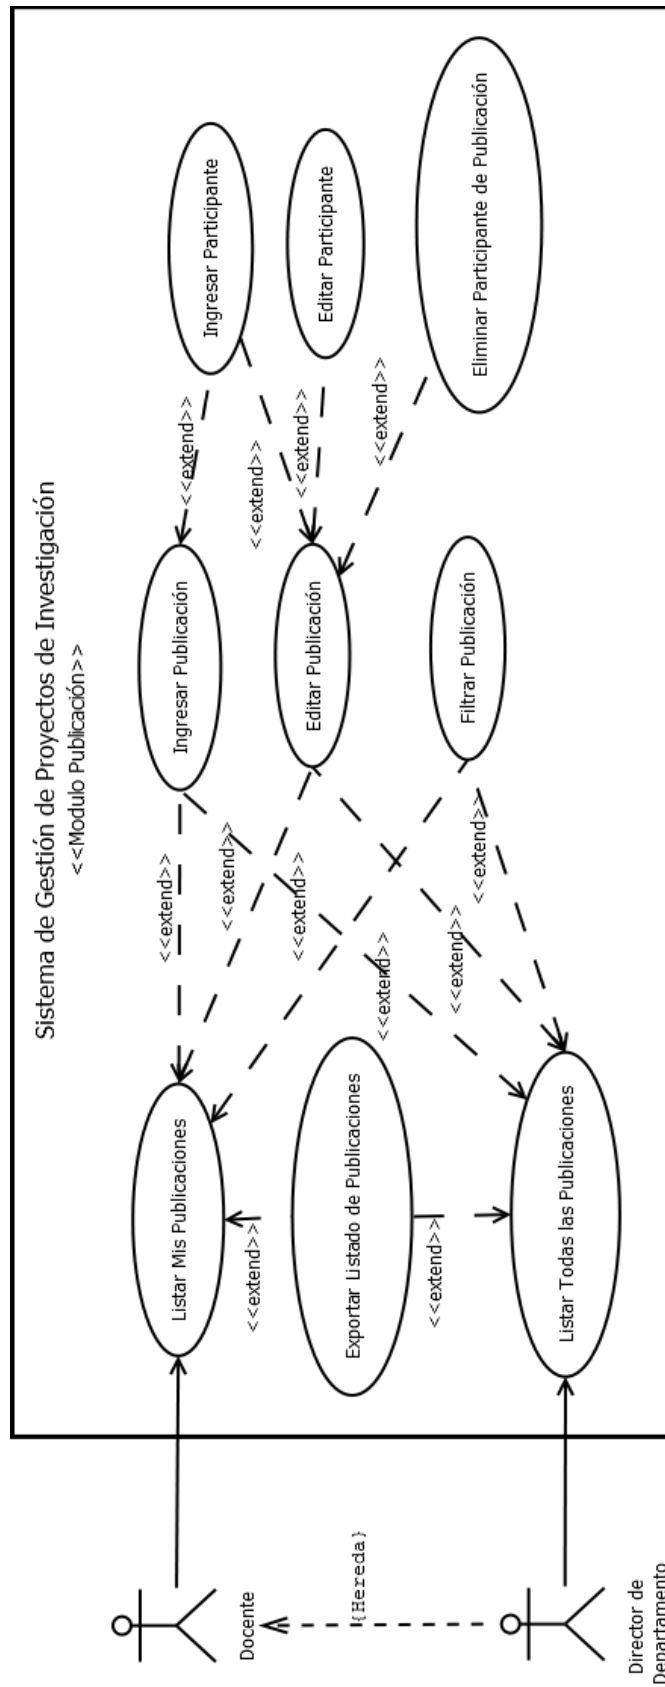 Sistema de Gestión de Proyectos de Investigación
<<Modulo Publicación>>
Docente
{Hereda}
Director de
Departamento
Listar Mis Publicaciones
<<extend>>
Exportar Listado de Publicaciones
<<extend>>
Listar Todas las Publicaciones
<<extend>>
<<extend>>
<<extend>>
<<extend>>
<<extend>>
<<extend>>
Ingresar Publicación
Editar Publicación
Filtrar Publicación
<<extend>>
<<extend>>
<<extend>>
<<extend>>
Ingresar Participante
Editar Participante
Eliminar Participante de Publicación